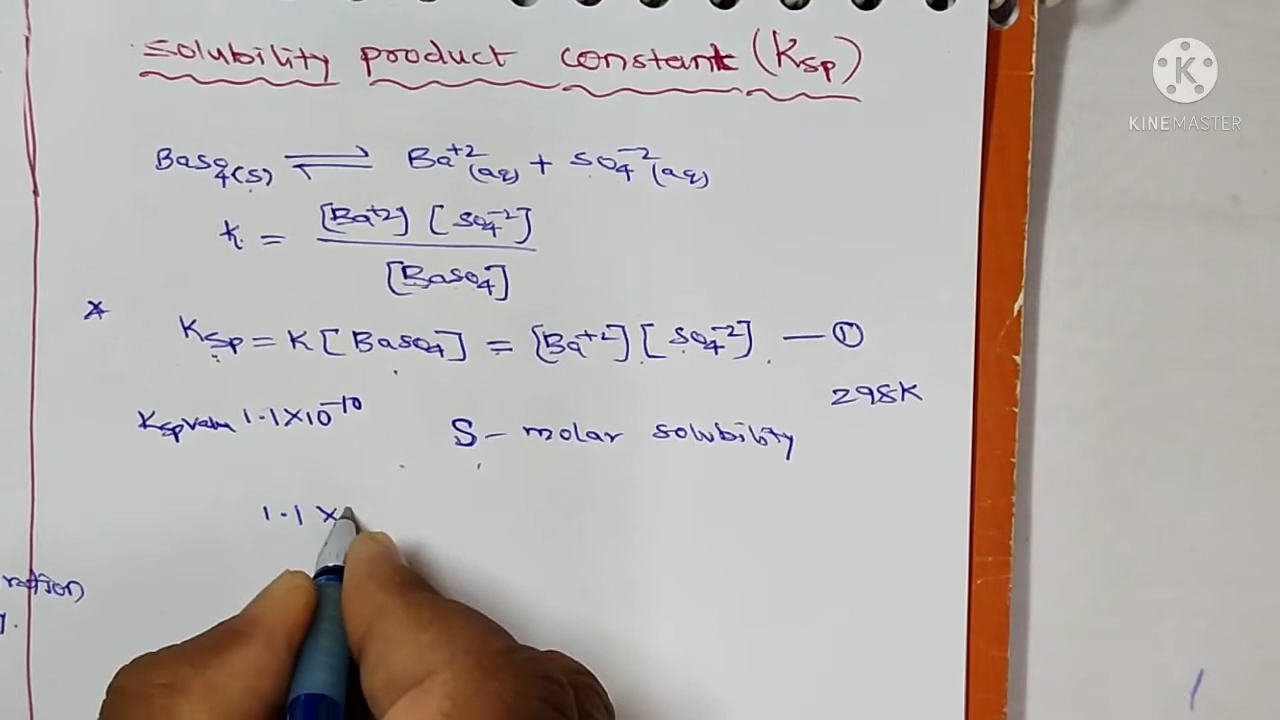 solubility product constant (Ksp)
K
KINEMASTER
BaSO4(s) ⇌ Ba+2(aq) + SO4-2(aq)
K = [Ba+2] [SO4-2] / [BaSO4]
* Ksp = K [BaSO4] = [Ba+2] [SO4-2] — ①
298K
Ksp 1.1×10-10
S - molar solubility
1.1 ×